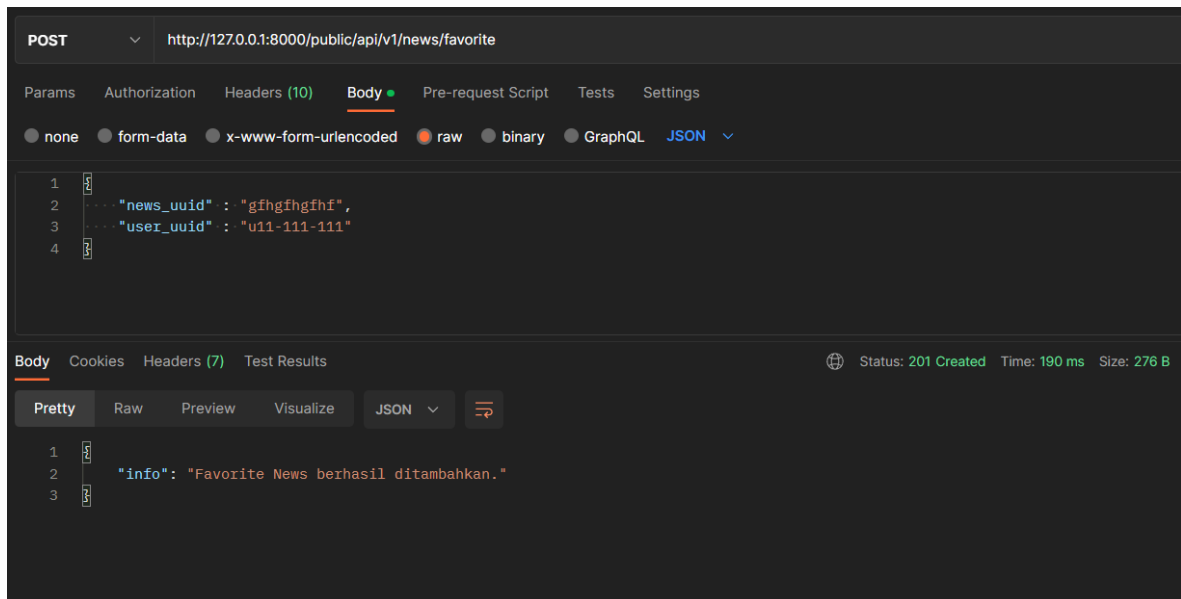 POST http://127.0.0.1:8000/public/api/v1/news/favorite
Params Authorization Headers (10) Body Pre-request Script Tests Settings
none form-data x-www-form-urlencoded raw binary GraphQL JSON
1 {
2 "news_uuid" : "gfhgfhgfhf",
3 "user_uuid" : "u11-111-111"
4 }
Body Cookies Headers (7) Test Results Status: 201 Created Time: 190 ms Size: 276 B
Pretty Raw Preview Visualize JSON
1 {
2 "info": "Favorite News berhasil ditambahkan."
3 }